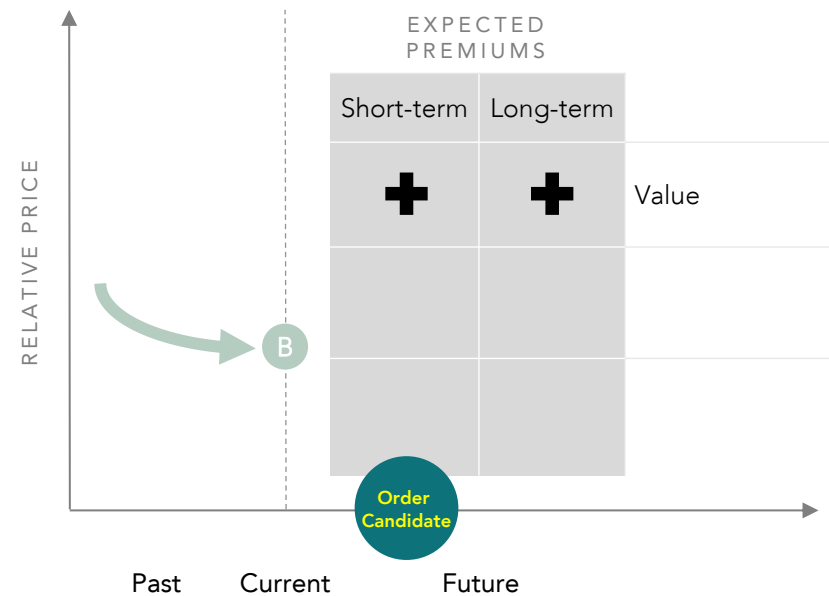 EXPECTED
PREMIUMS
Short-term
Long-term
Value
RELATIVE PRICE
B
Order
Candidate
Past
Current
Future